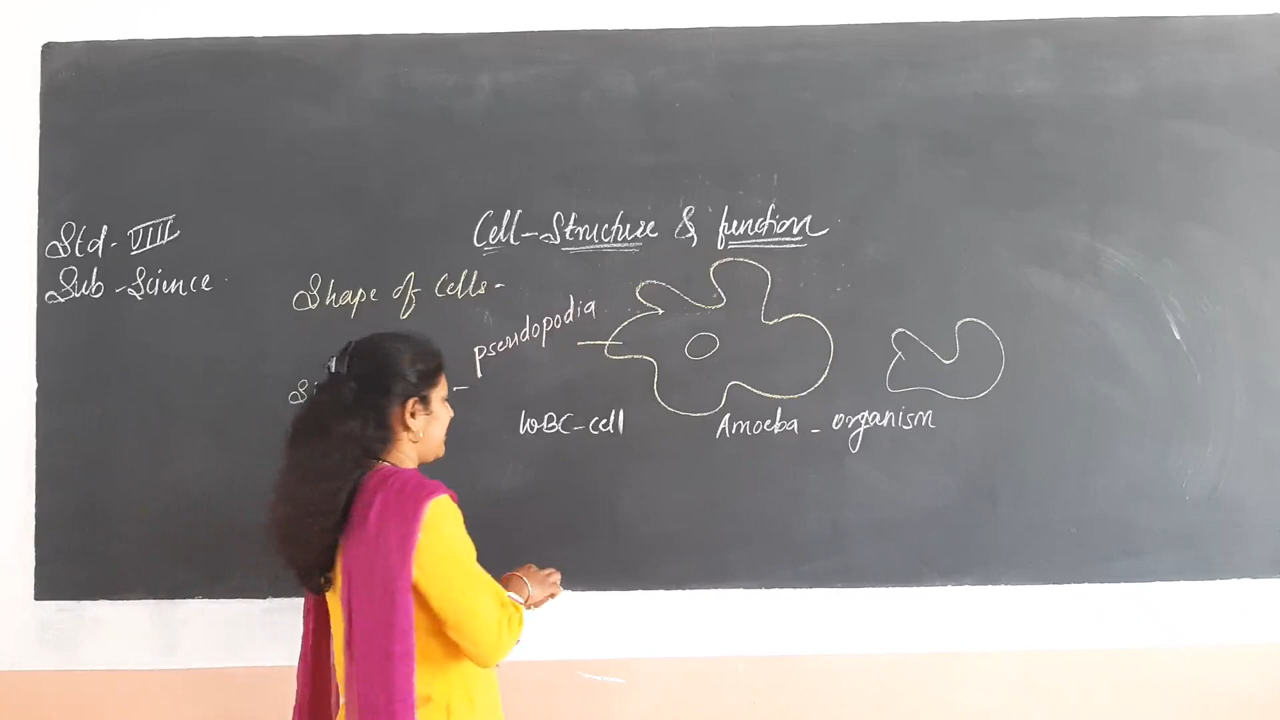 Std - VIII
Sub - Science
Cell - Structure & function
Shape of Cells -
pseudopodia
WBC - cell
Amoeba - organism